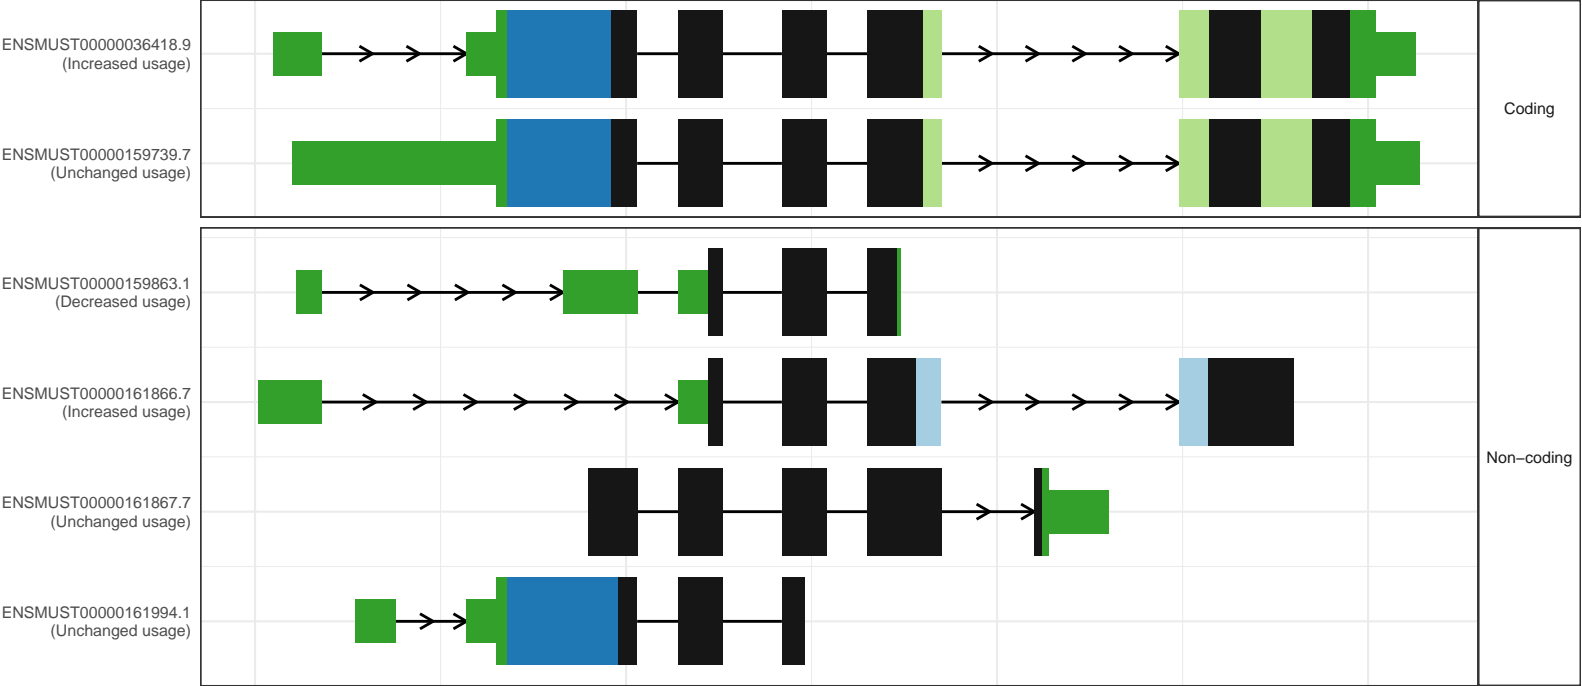 ENSMUST00000036418.9
(Increased usage)
ENSMUST00000159739.7
(Unchanged usage)
Coding
ENSMUST00000159863.1
(Decreased usage)
ENSMUST00000161866.7
(Increased usage)
ENSMUST00000161867.7
(Unchanged usage)
ENSMUST00000161994.1
(Unchanged usage)
Non−coding